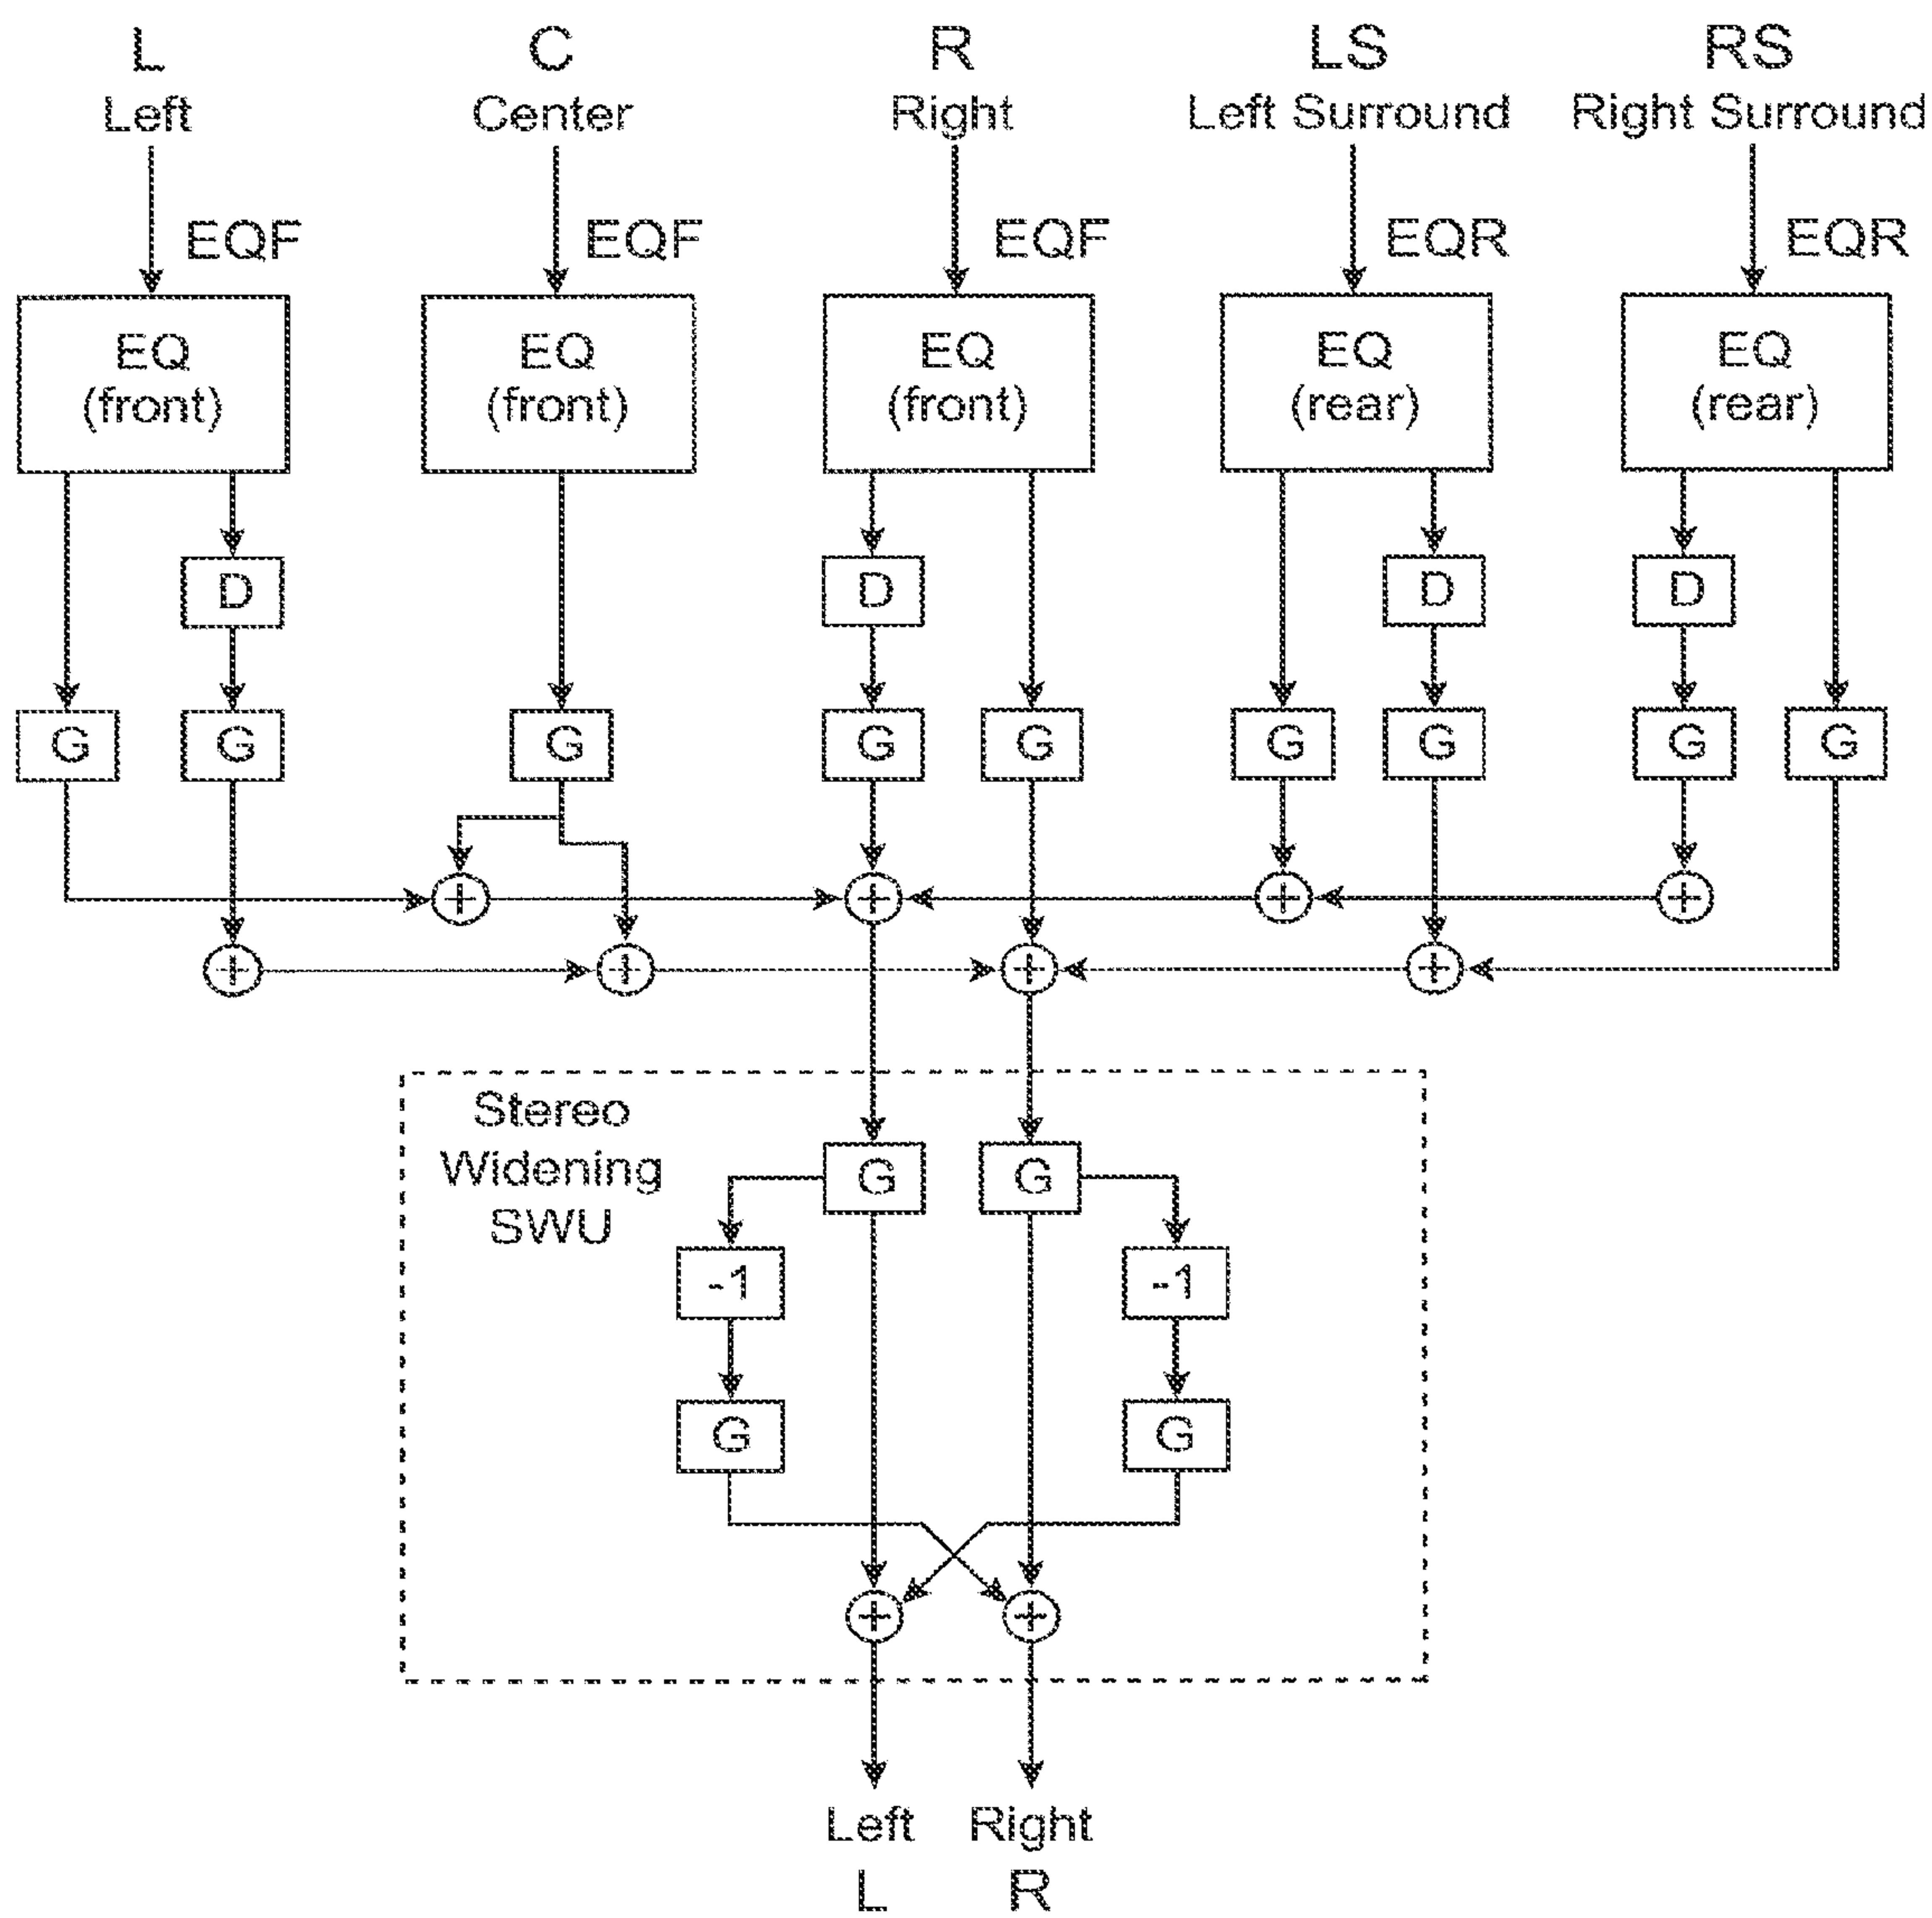 L C R LS RS
Left Center Right Left Surround Right Surround
EQF EQF EQF EQR EQR
EQ EQ EQ EQ EQ
(front) (front) (front) (rear) (rear)
D D D D
G G G G G G G G G
+ + + +
+ + + +
Stereo
Widening
SWU
G G
-1 -1
G G
+ +
Left Right
L R